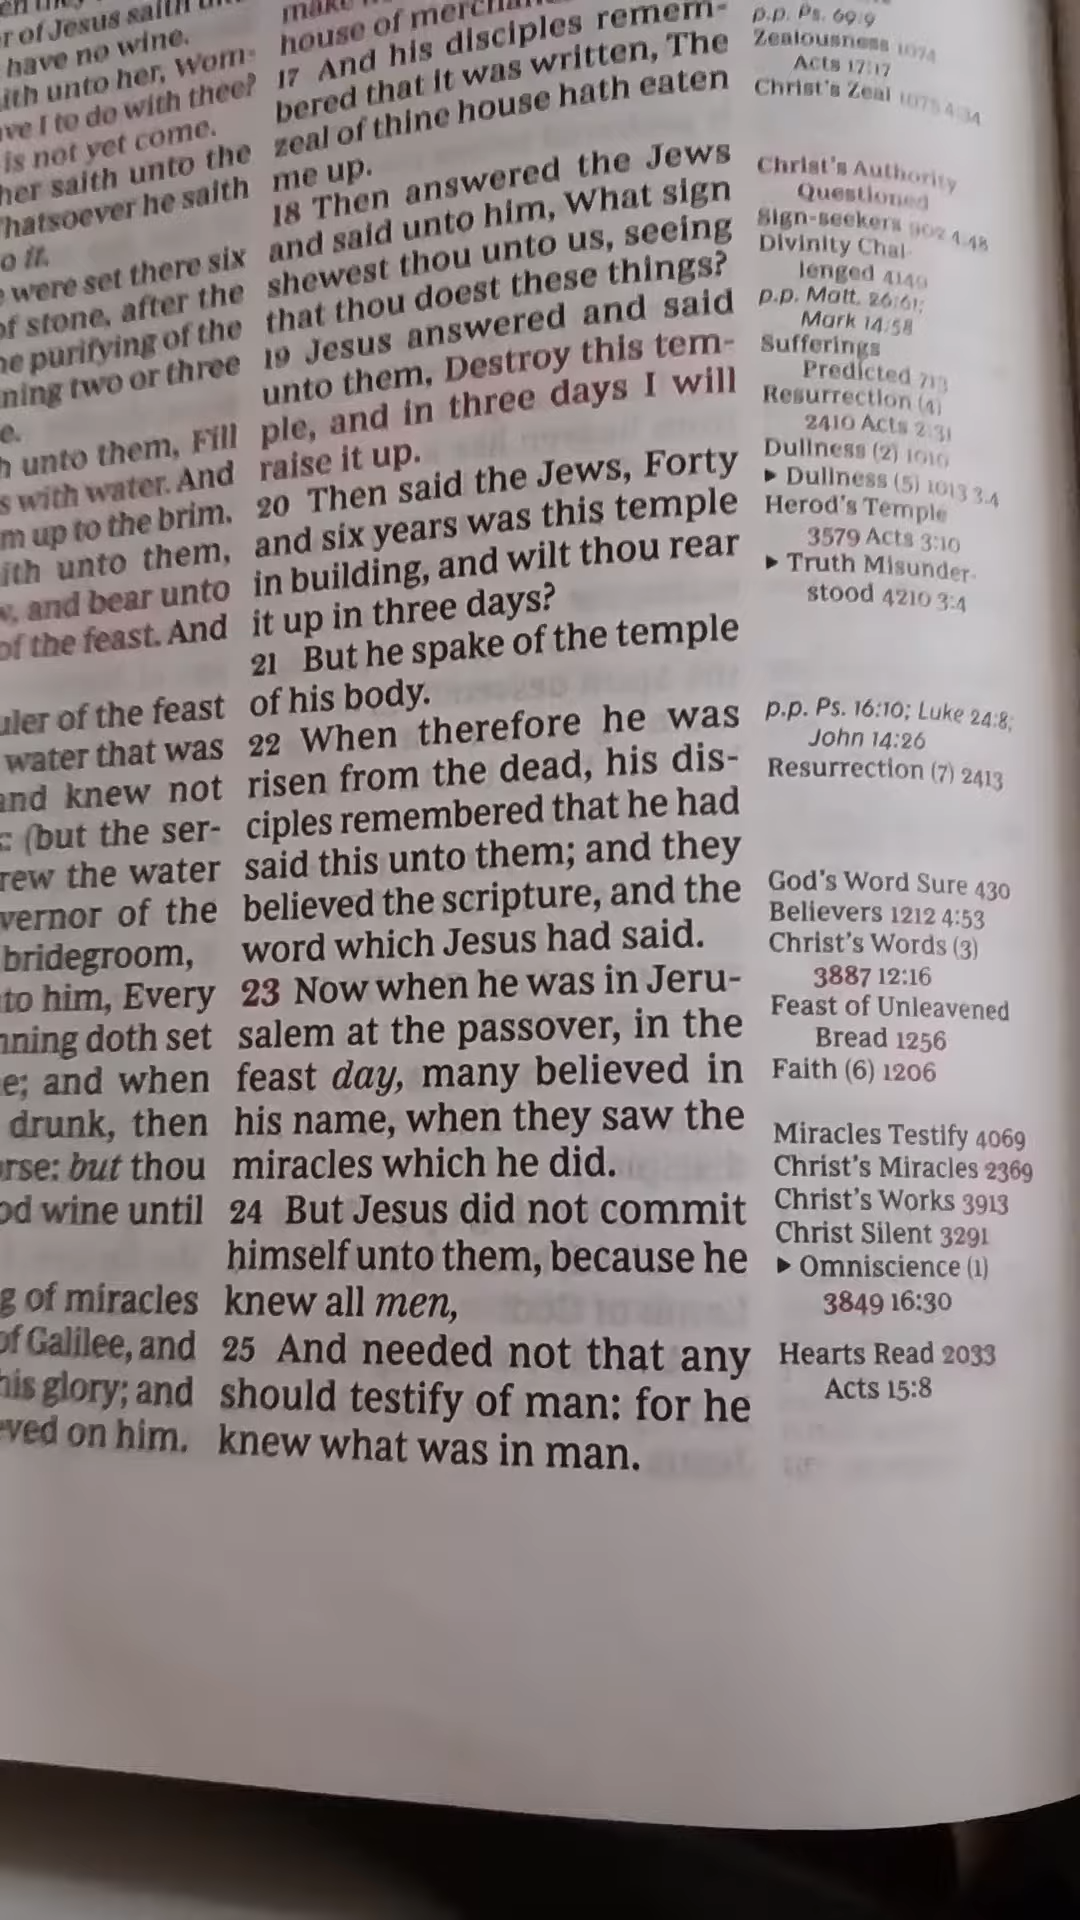 of Jesus saith
have no wine.
unto her, Wom-
I to do with thee?
is not yet come.
saith unto the
he saith
it.
were set there six
of stone, after the
purifying of the
two or three
unto them, Fill
with water. And
up to the brim.
unto them,
and bear unto
of the feast. And
of the feast
water that was
and knew not
(but the ser-
the water
of the
bridegroom,
to him, Every
doth set
and when
drunk, then
but thou
wine until
of miracles
of Galilee, and
his glory; and
on him.
make
house of
17 And his disciples remem-
bered that it was written, The
zeal of thine house hath eaten
me up.
18 Then answered the Jews
and said unto him, What sign
shewest thou unto us, seeing
that thou doest these things?
19 Jesus answered and said
unto them, Destroy this tem-
ple, and in three days I will
raise it up.
20 Then said the Jews, Forty
and six years was this temple
in building, and wilt thou rear
it up in three days?
21 But he spake of the temple
of his body.
22 When therefore he was
risen from the dead, his dis-
ciples remembered that he had
said this unto them; and they
believed the scripture, and the
word which Jesus had said.
23 Now when he was in Jeru-
salem at the passover, in the
feast day, many believed in
his name, when they saw the
miracles which he did.
24 But Jesus did not commit
himself unto them, because he
knew all men,
25 And needed not that any
should testify of man: for he
knew what was in man.
p.p. Ps. 69:9
Zealousness 1074
Acts 17:17
Christ's Zeal 1075 4:34
Christ's Authority
Questioned
Sign-seekers 902 4:48
Divinity Chal-
lenged 4149
p.p. Matt. 26:61;
Mark 14:58
Sufferings
Predicted 713
Resurrection (4)
2410 Acts 2:31
Dullness (2) 1010
▶ Dullness (5) 1013 3:4
Herod's Temple
3579 Acts 3:10
▶ Truth Misunder-
stood 4210 3:4
p.p. Ps. 16:10; Luke 24:8;
John 14:26
Resurrection (7) 2413
God's Word Sure 430
Believers 1212 4:53
Christ's Words (3)
3887 12:16
Feast of Unleavened
Bread 1256
Faith (6) 1206
Miracles Testify 4069
Christ's Miracles 2369
Christ's Works 3913
Christ Silent 3291
▶ Omniscience (1)
3849 16:30
Hearts Read 2033
Acts 15:8